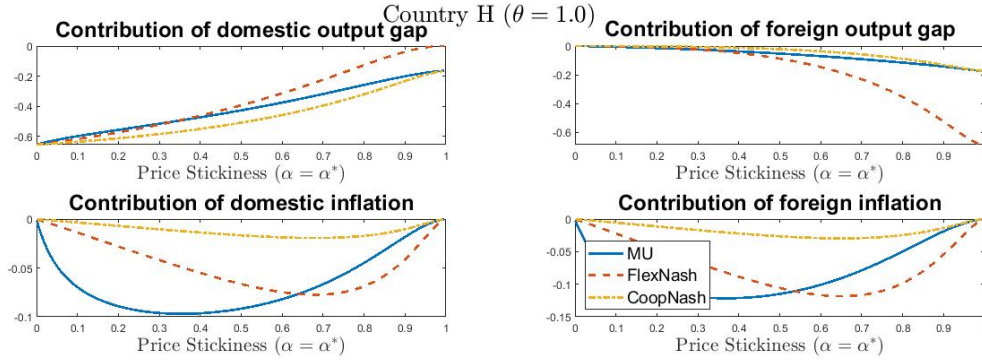 Country H (θ = 1.0)
Contribution of domestic output gap
0
-0.2
-0.4
-0.6
0 0.1 0.2 0.3 0.4 0.5 0.6 0.7 0.8 0.9 1
Price Stickiness (α = α*)
Contribution of foreign output gap
0
-0.2
-0.4
-0.6
0 0.1 0.2 0.3 0.4 0.5 0.6 0.7 0.8 0.9
Price Stickiness (α = α*)
Contribution of domestic inflation
0
-0.05
-0.1
0 0.1 0.2 0.3 0.4 0.5 0.6 0.7 0.8 0.9 1
Price Stickiness (α = α*)
Contribution of foreign inflation
0
-0.05
-0.1
-0.15
MU
FlexNash
CoopNash
0 0.1 0.2 0.3 0.4 0.5 0.6 0.7 0.8 0.9
Price Stickiness (α = α*)